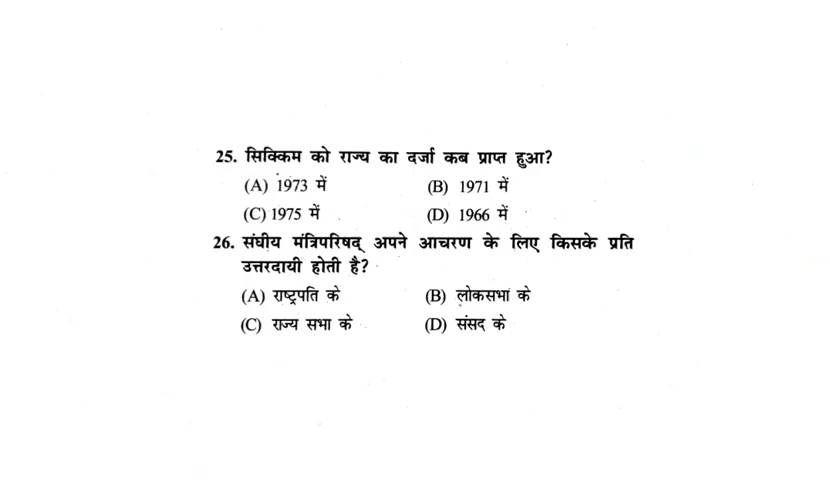 25. सिक्किम को राज्य का दर्जा कब प्राप्त हुआ?
(A) 1973 में (B) 1971 में
(C) 1975 में (D) 1966 में
26. संघीय मंत्रिपरिषद् अपने आचरण के लिए किसके प्रति
उत्तरदायी होती है?
(A) राष्ट्रपति के (B) लोकसभा के
(C) राज्य सभा के (D) संसद के